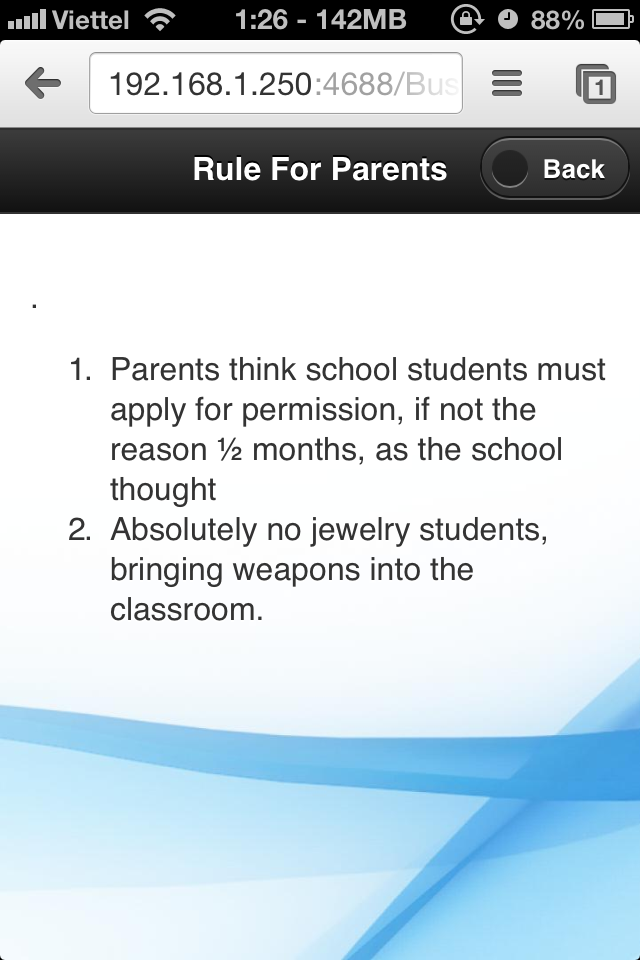 Viettel 1:26 - 142MB 88%
192.168.1.250:4688/Bus
1
Rule For Parents Back
.
1. Parents think school students must
apply for permission, if not the
reason ½ months, as the school
thought
2. Absolutely no jewelry students,
bringing weapons into the
classroom.